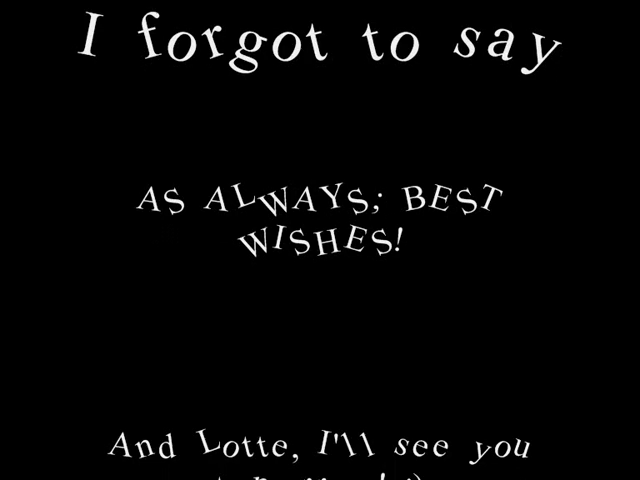 I forgot to say
AS ALWAYS; BEST
WISHES!
And Lotte, I'll see you